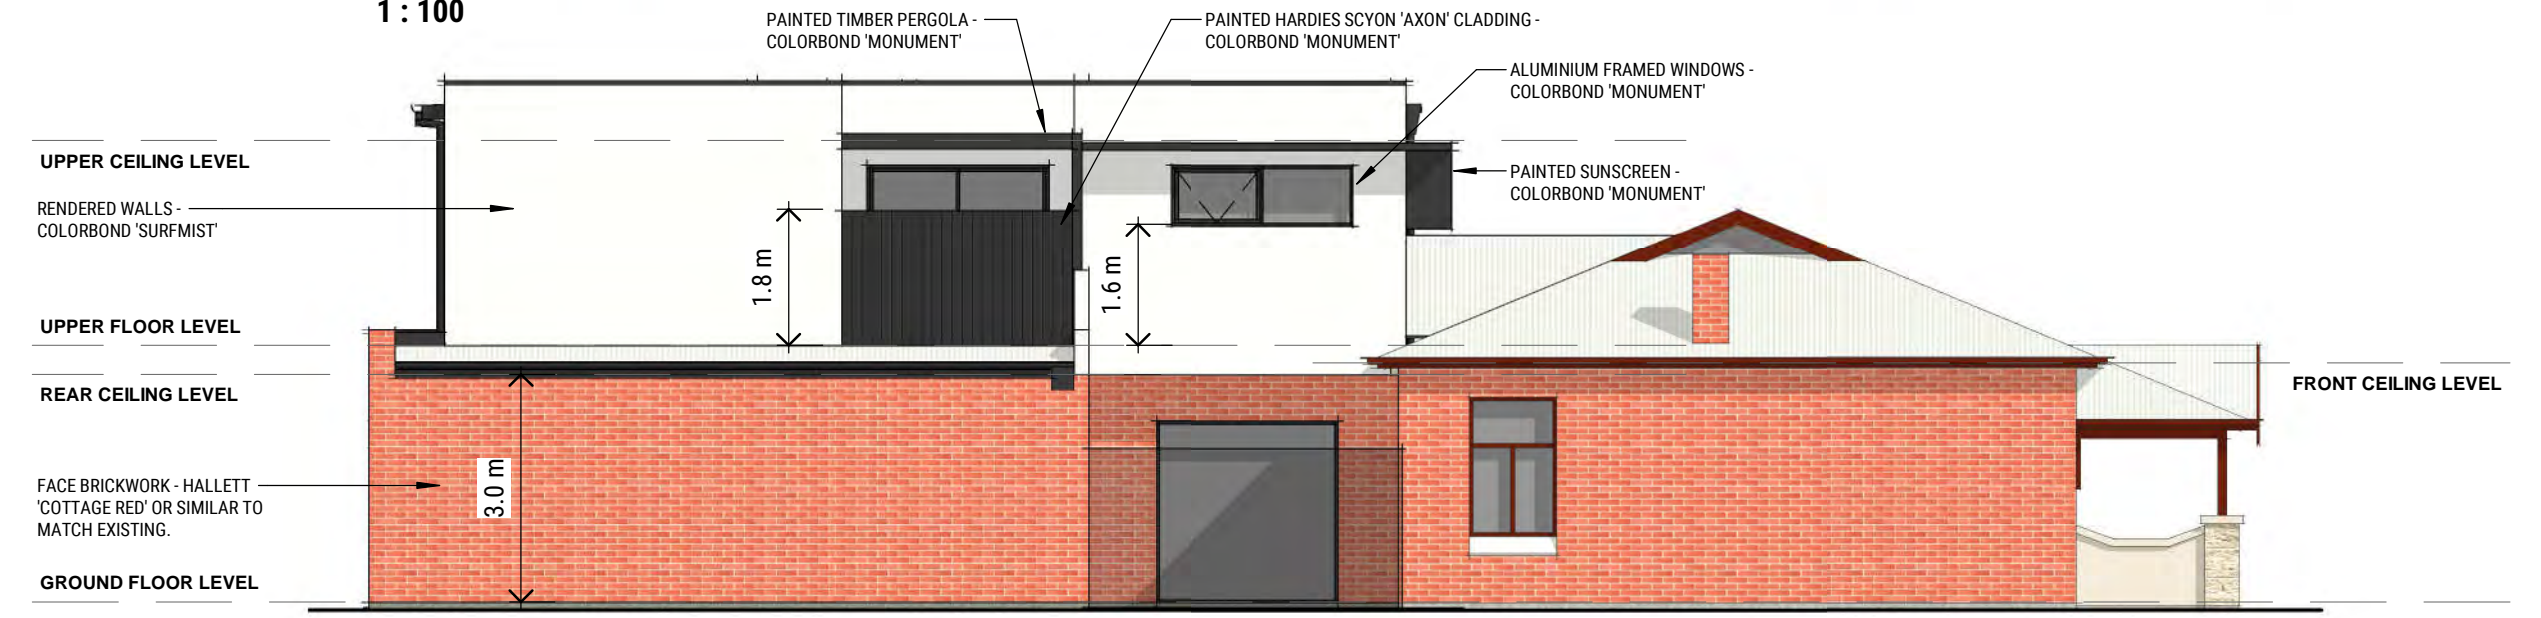 1 : 100
PAINTED TIMBER PERGOLA -
COLORBOND 'MONUMENT'
PAINTED HARDIES SCYON 'AXON' CLADDING -
COLORBOND 'MONUMENT'
ALUMINIUM FRAMED WINDOWS -
COLORBOND 'MONUMENT'
UPPER CEILING LEVEL
PAINTED SUNSCREEN -
COLORBOND 'MONUMENT'
RENDERED WALLS -
COLORBOND 'SURFMIST'
1.8 m
1.6 m
UPPER FLOOR LEVEL
REAR CEILING LEVEL
FRONT CEILING LEVEL
3.0 m
FACE BRICKWORK - HALLETT
'COTTAGE RED' OR SIMILAR TO
MATCH EXISTING.
GROUND FLOOR LEVEL